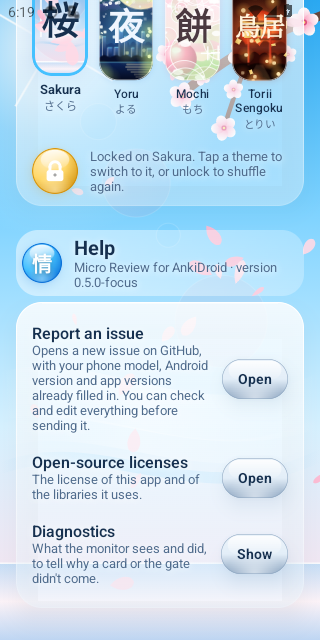 6:19
桜
夜
餅
鳥居
Sakura
さくら
Yoru
よる
Mochi
もち
Torii
Sengoku
とりい
Locked on Sakura. Tap a theme to
switch to it, or unlock to shuffle
again.
情
Help
Micro Review for AnkiDroid · version
0.5.0-focus
Report an issue
Opens a new issue on GitHub,
with your phone model, Android
version and app versions
already filled in. You can check
and edit everything before
sending it.
Open
Open-source licenses
The license of this app and of
the libraries it uses.
Open
Diagnostics
What the monitor sees and did,
to tell why a card or the gate
didn't come.
Show